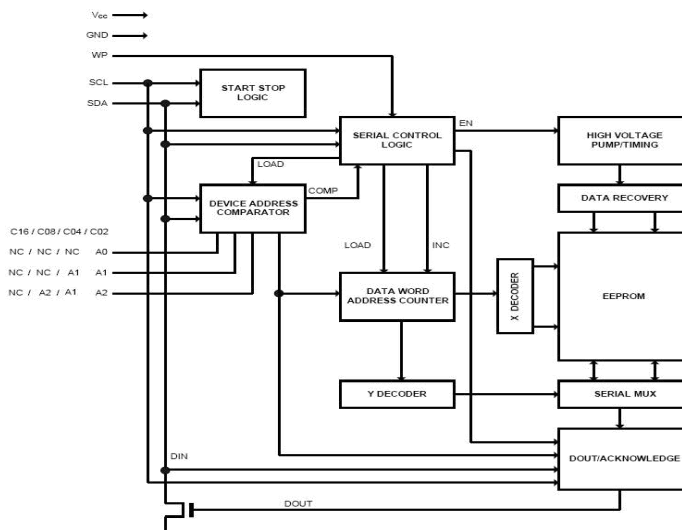 Vcc
GND
WP
SCL
SDA
START STOP
LOGIC
SERIAL CONTROL
LOGIC
EN
HIGH VOLTAGE
PUMP/TIMING
LOAD
COMP
DEVICE ADDRESS
COMPARATOR
DATA RECOVERY
C16 / C08 / C04 / C02
NC / NC / NC A0
NC / NC / A1 A1
NC / A2 / A1 A2
LOAD
INC
DATA WORD
ADDRESS COUNTER
X DECODER
EEPROM
Y DECODER
SERIAL MUX
DIN
DOUT/ACKNOWLEDGE
DOUT